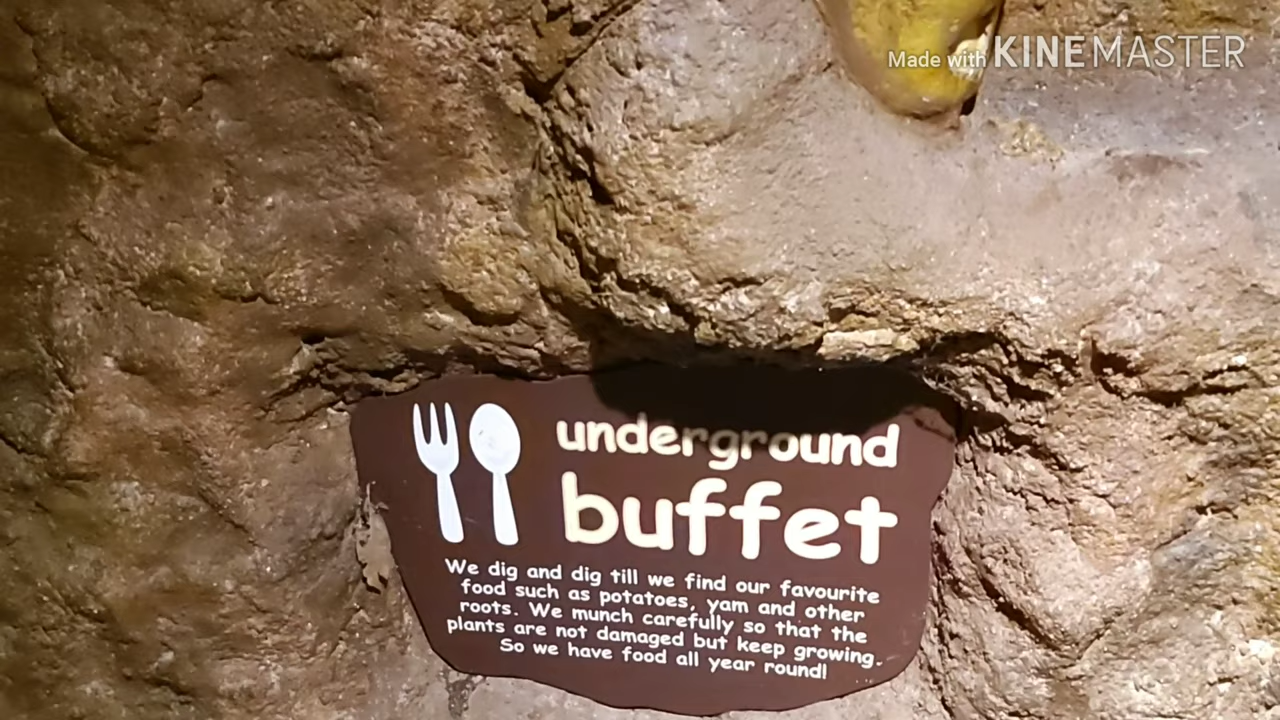 Made with KINEMASTER
underground
buffet
We dig and dig till we find our favourite
food such as potatoes, yam and other
roots. We munch carefully so that the
plants are not damaged but keep growing.
So we have food all year round!